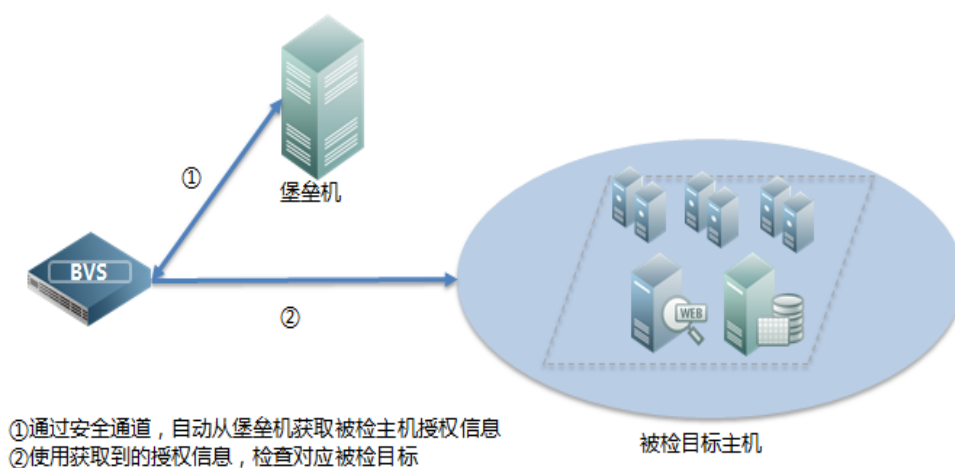 ①
堡垒机
BVS
②
WEB
①通过安全通道，自动从堡垒机获取被检主机授权信息
②使用获取到的授权信息，检查对应被检目标
被检目标主机